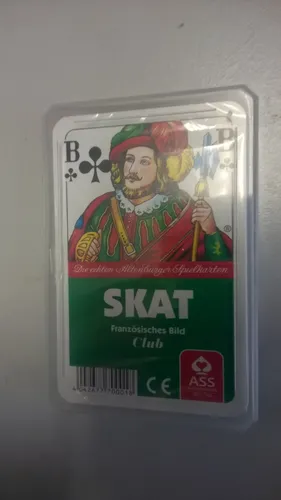 B
B
Die echten Altenburger Spielkarten
SKAT
Französisches Bild
Club
ASS
CE